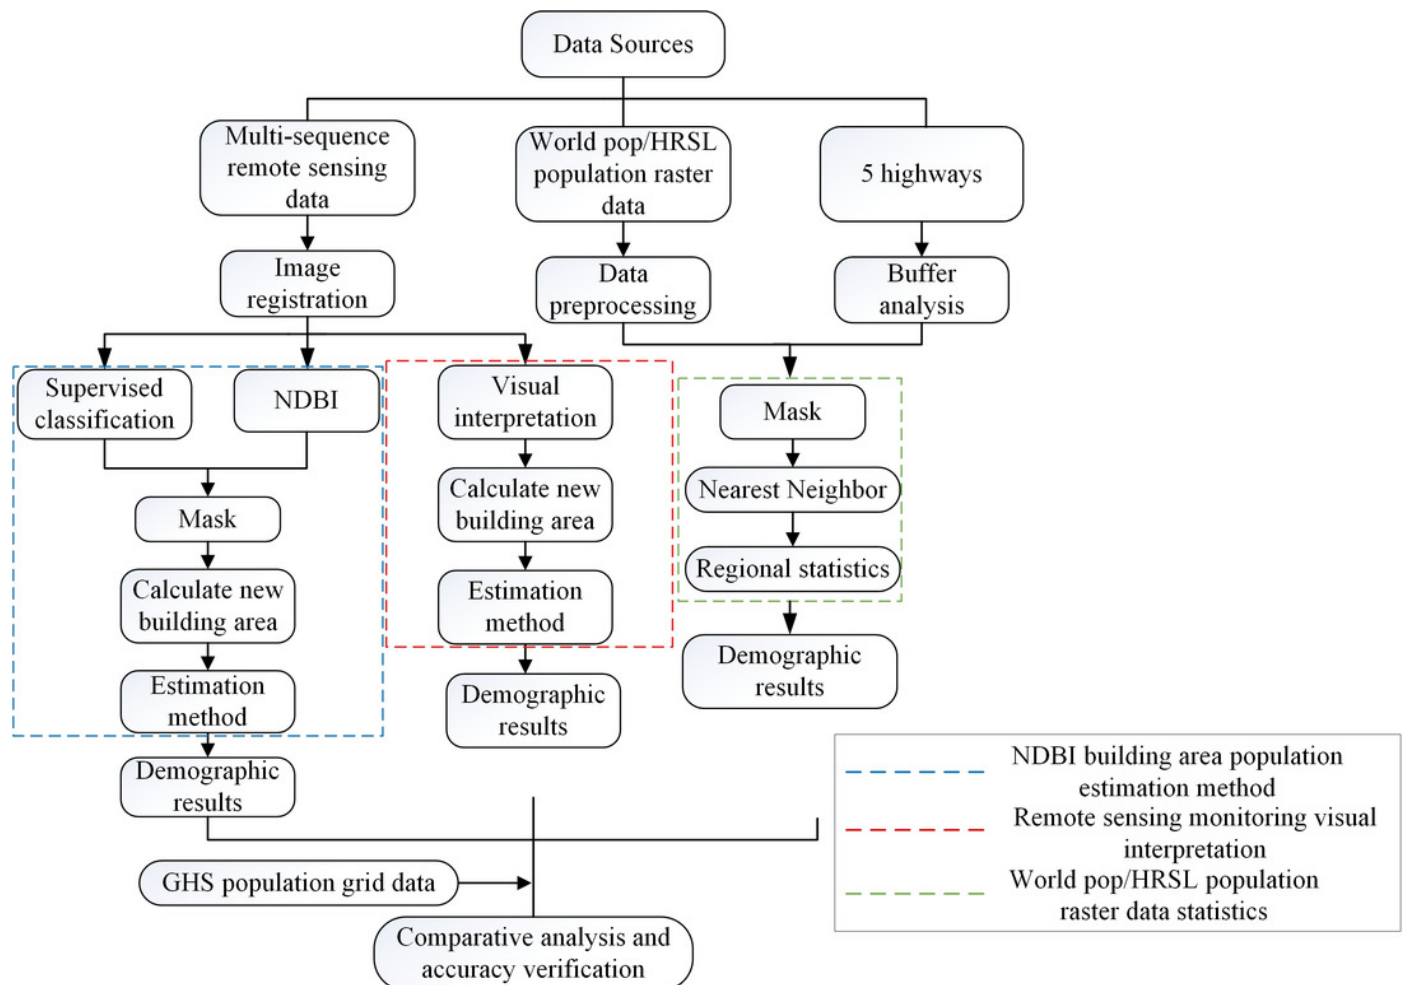 Data Sources
Multi-sequence
remote sensing
data
World pop/HRSL
population raster
data
5 highways
Image
registration
Data
preprocessing
Buffer
analysis
Supervised
classification
NDBI
Visual
interpretation
Mask
Mask
Calculate new
building area
Nearest Neighbor
Calculate new
building area
Estimation
method
Regional statistics
Estimation
method
Demographic
results
Demographic
results
Demographic
results
NDBI building area population
estimation method
Remote sensing monitoring visual
interpretation
World pop/HRSL population
raster data statistics
GHS population grid data
Comparative analysis and
accuracy verification